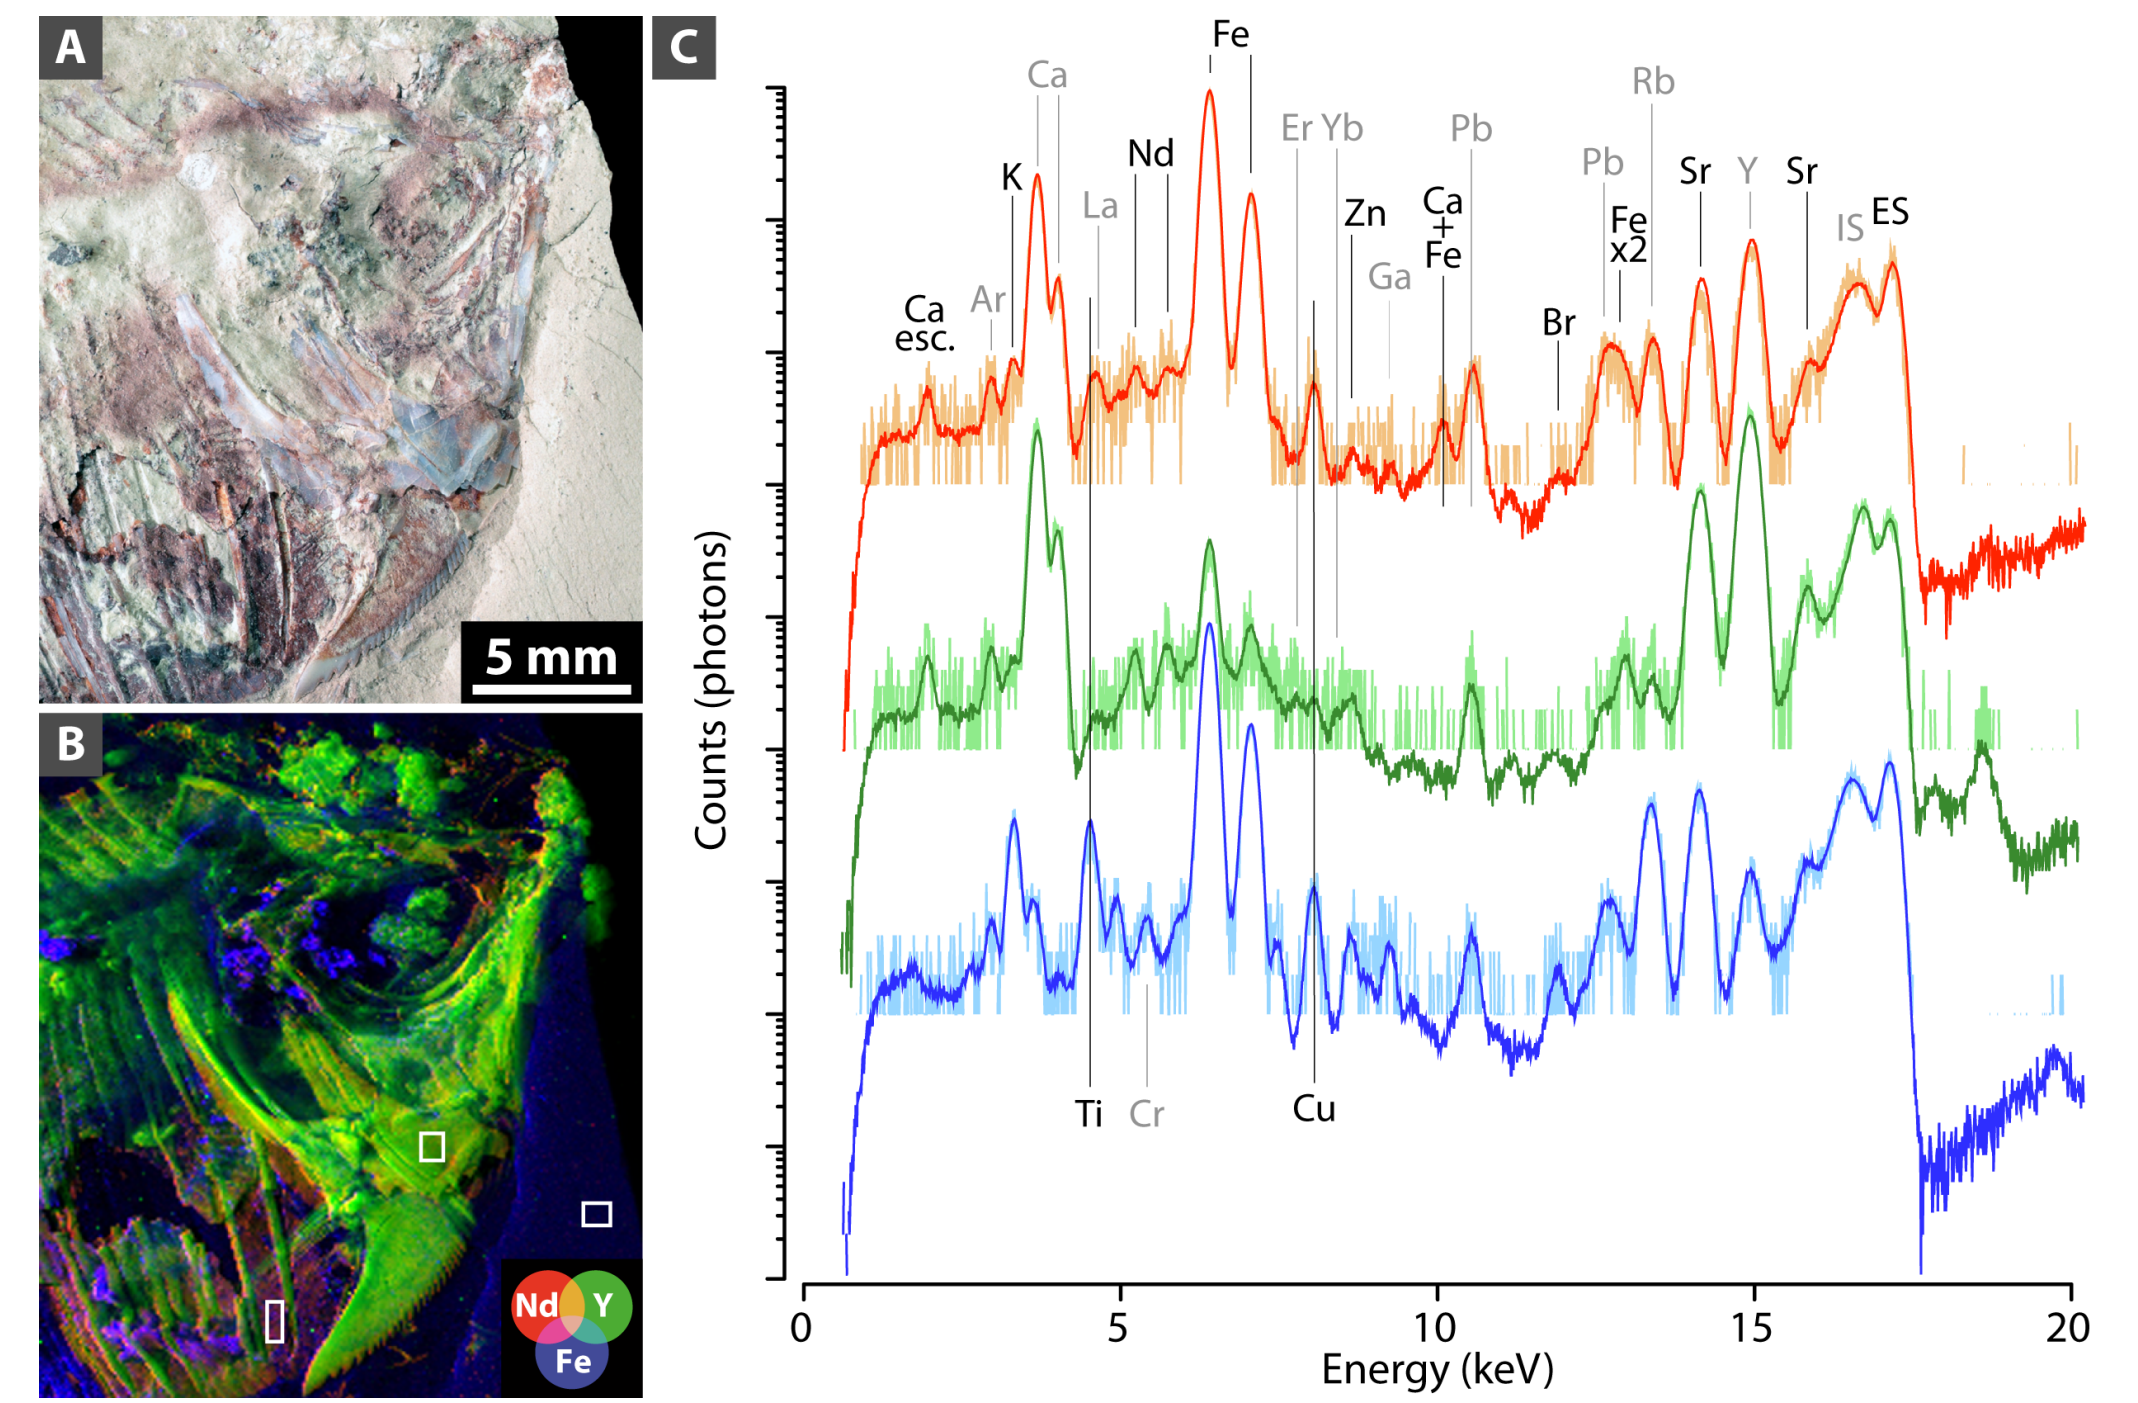 A
5 mm
B
Nd
Y
Fe
C
Fe
Ca
Rb
Er Yb
Pb
Nd
Pb
K
Sr
Y
Sr
La
Zn
Ca
+
Fe
Fe
x2
IS
ES
Ca
esc.
Ar
Ga
Br
Counts (photons)
Ti
Cr
Cu
0
5
10
15
20
Energy (keV)